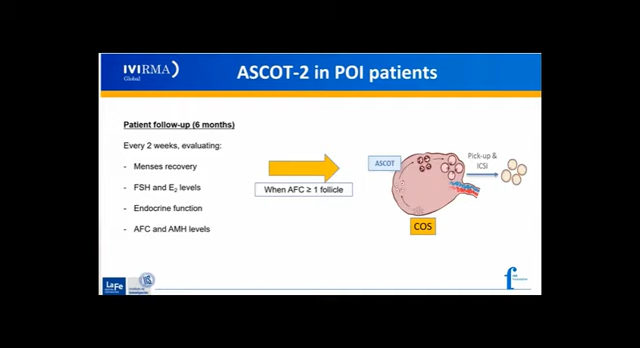 IVIRMA
Global
ASCOT-2 in POI patients
Patient follow-up (6 months)
Every 2 weeks, evaluating:
- Menses recovery
- FSH and E₂ levels
- Endocrine function
- AFC and AMH levels
When AFC ≥ 1 follicle
ASCOT
Pick-up &
ICSI
COS
LaFe
f